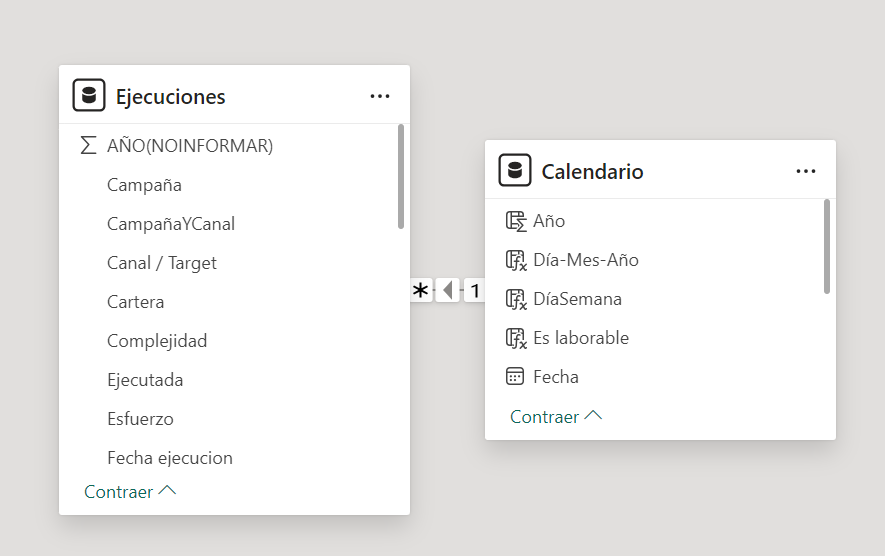 Ejecuciones
AÑO(NOINFORMAR)
Campaña
CampañaYCanal
Canal / Target
Cartera
Complejidad
Ejecutada
Esfuerzo
Fecha ejecucion
Contraer
* 1
Calendario
Año
Día-Mes-Año
DíaSemana
Es laborable
Fecha
Contraer